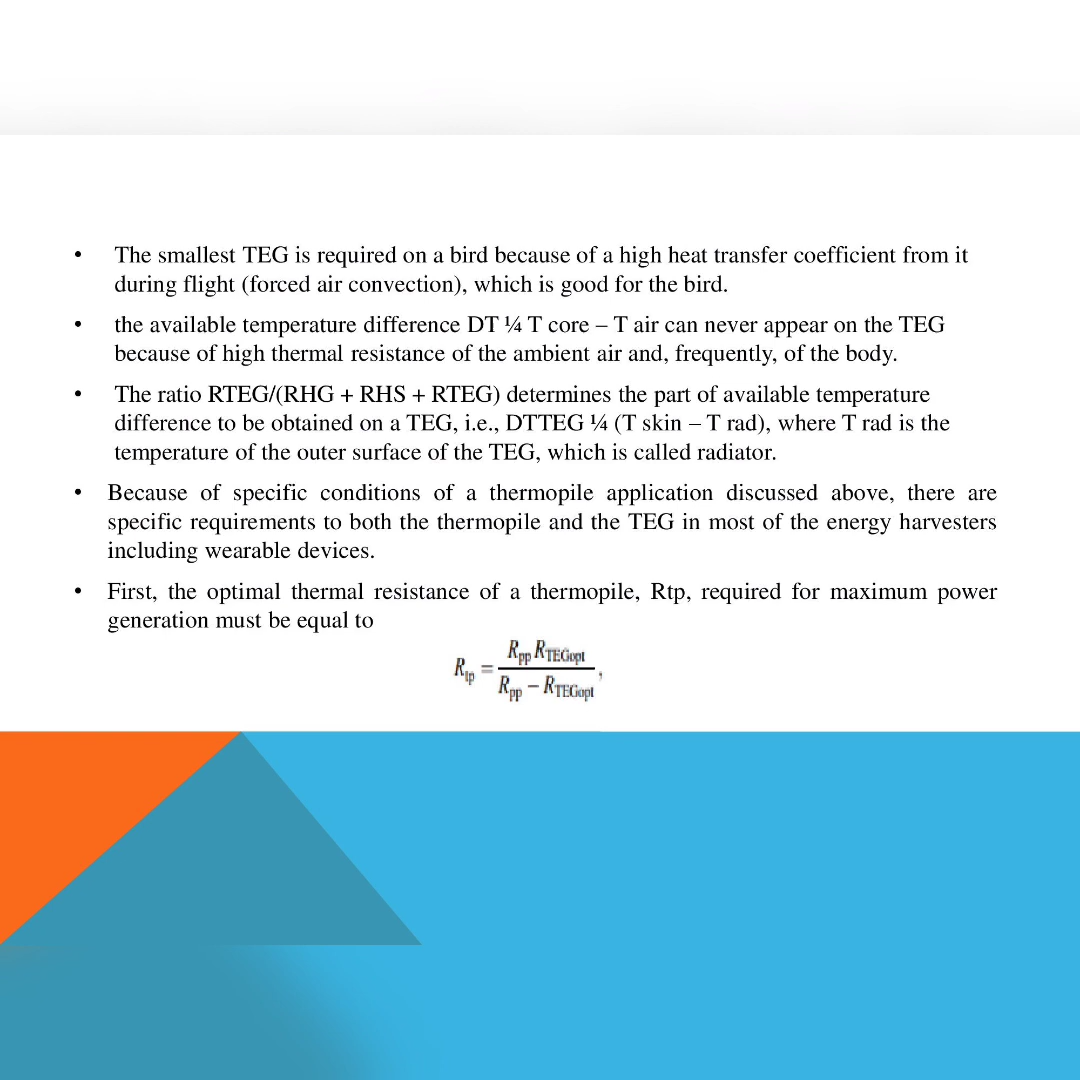 • The smallest TEG is required on a bird because of a high heat transfer coefficient from it
during flight (forced air convection), which is good for the bird.
• the available temperature difference DT ¼ T core – T air can never appear on the TEG
because of high thermal resistance of the ambient air and, frequently, of the body.
• The ratio RTEG/(RHG + RHS + RTEG) determines the part of available temperature
difference to be obtained on a TEG, i.e., DTTEG ¼ (T skin – T rad), where T rad is the
temperature of the outer surface of the TEG, which is called radiator.
• Because of specific conditions of a thermopile application discussed above, there are
specific requirements to both the thermopile and the TEG in most of the energy harvesters
including wearable devices.
• First, the optimal thermal resistance of a thermopile, Rtp, required for maximum power
generation must be equal to
R_tp = (R_pp R_TEGopt) / (R_pp − R_TEGopt),